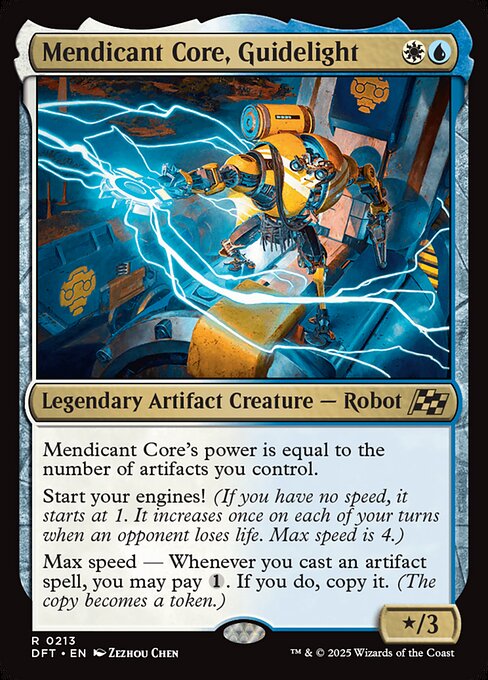 Mendicant Core, Guidelight
Legendary Artifact Creature — Robot
Mendicant Core's power is equal to the
number of artifacts you control.
Start your engines! (If you have no speed, it
starts at 1. It increases once on each of your turns
when an opponent loses life. Max speed is 4.)
Max speed — Whenever you cast an artifact
spell, you may pay 1. If you do, copy it. (The
copy becomes a token.)
★/3
R 0213
DFT • EN Zezhou Chen
™ & © 2025 Wizards of the Coast